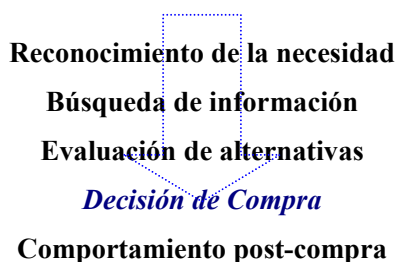 Reconocimiento de la necesidad
Búsqueda de información
Evaluación de alternativas
Decisión de Compra
Comportamiento post-compra